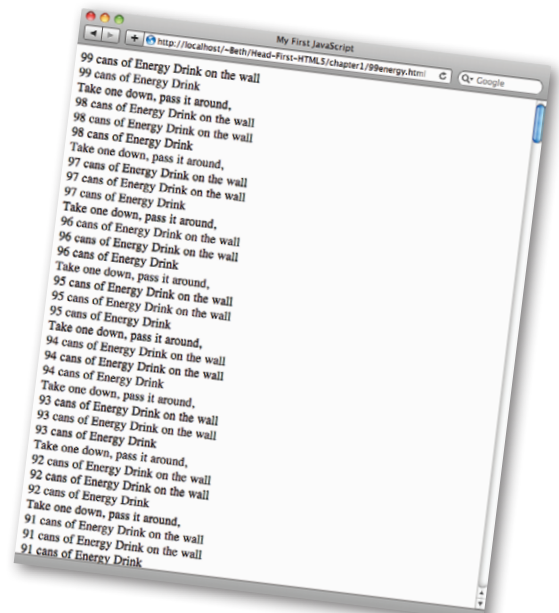 My First JavaScript
http://localhost/~Beth/Head-First-HTML5/chapter1/99energy.html
Google
99 cans of Energy Drink on the wall
99 cans of Energy Drink
Take one down, pass it around,
98 cans of Energy Drink on the wall
98 cans of Energy Drink on the wall
98 cans of Energy Drink
Take one down, pass it around,
97 cans of Energy Drink on the wall
97 cans of Energy Drink on the wall
97 cans of Energy Drink
Take one down, pass it around,
96 cans of Energy Drink on the wall
96 cans of Energy Drink on the wall
96 cans of Energy Drink
Take one down, pass it around,
95 cans of Energy Drink on the wall
95 cans of Energy Drink on the wall
95 cans of Energy Drink
Take one down, pass it around,
94 cans of Energy Drink on the wall
94 cans of Energy Drink on the wall
94 cans of Energy Drink
Take one down, pass it around,
93 cans of Energy Drink on the wall
93 cans of Energy Drink on the wall
93 cans of Energy Drink
Take one down, pass it around,
92 cans of Energy Drink on the wall
92 cans of Energy Drink on the wall
92 cans of Energy Drink
Take one down, pass it around,
91 cans of Energy Drink on the wall
91 cans of Energy Drink on the wall
91 cans of Energy Drink